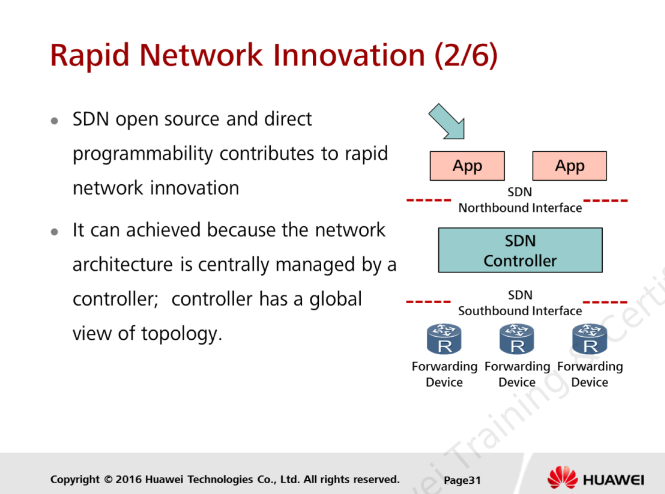 Rapid Network Innovation (2/6)
SDN open source and direct
programmability contributes to rapid
network innovation
It can achieved because the network
architecture is centrally managed by a
controller;  controller has a global
view of topology.
App
App
SDN
Northbound Interface
SDN
Controller
SDN
Southbound Interface
R
R
R
Forwarding
Device
Forwarding
Device
Forwarding
Device
Training &
Copyright © 2016 Huawei Technologies Co., Ltd. All rights reserved.
Page31
HUAWEI